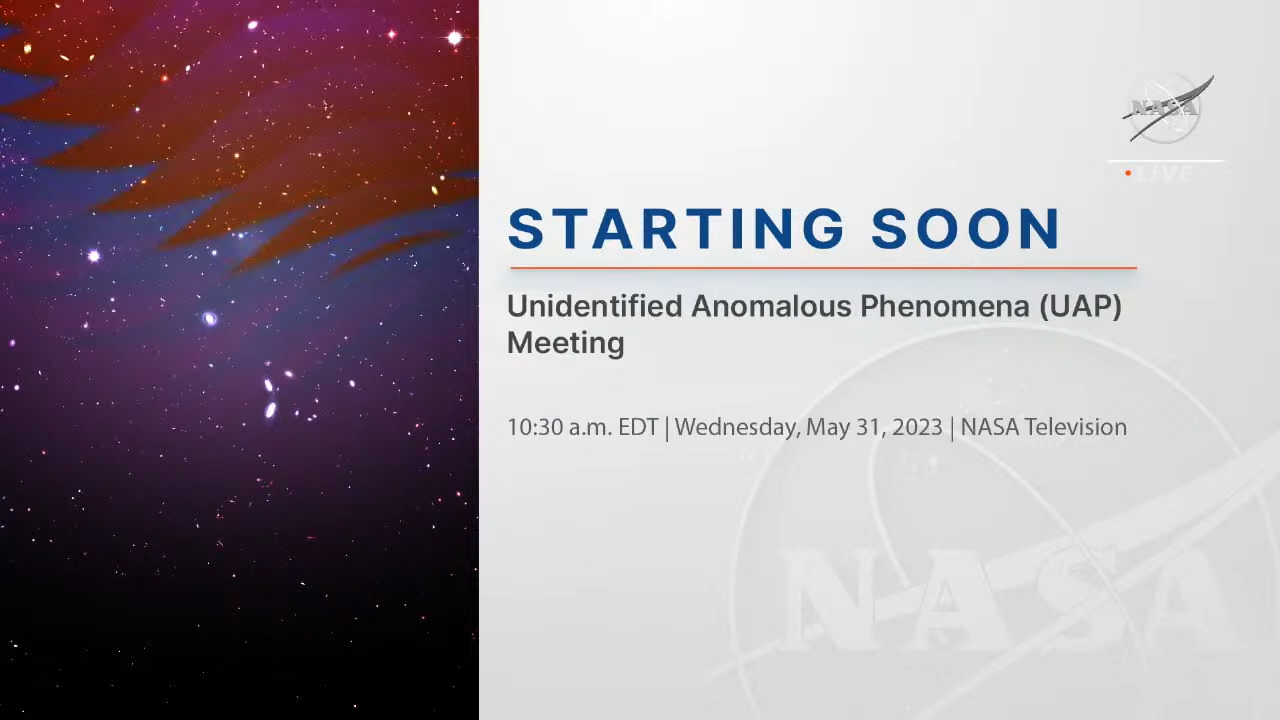 NASA
LIVE
STARTING SOON
Unidentified Anomalous Phenomena (UAP)
Meeting
10:30 a.m. EDT | Wednesday, May 31, 2023 | NASA Television
NASA